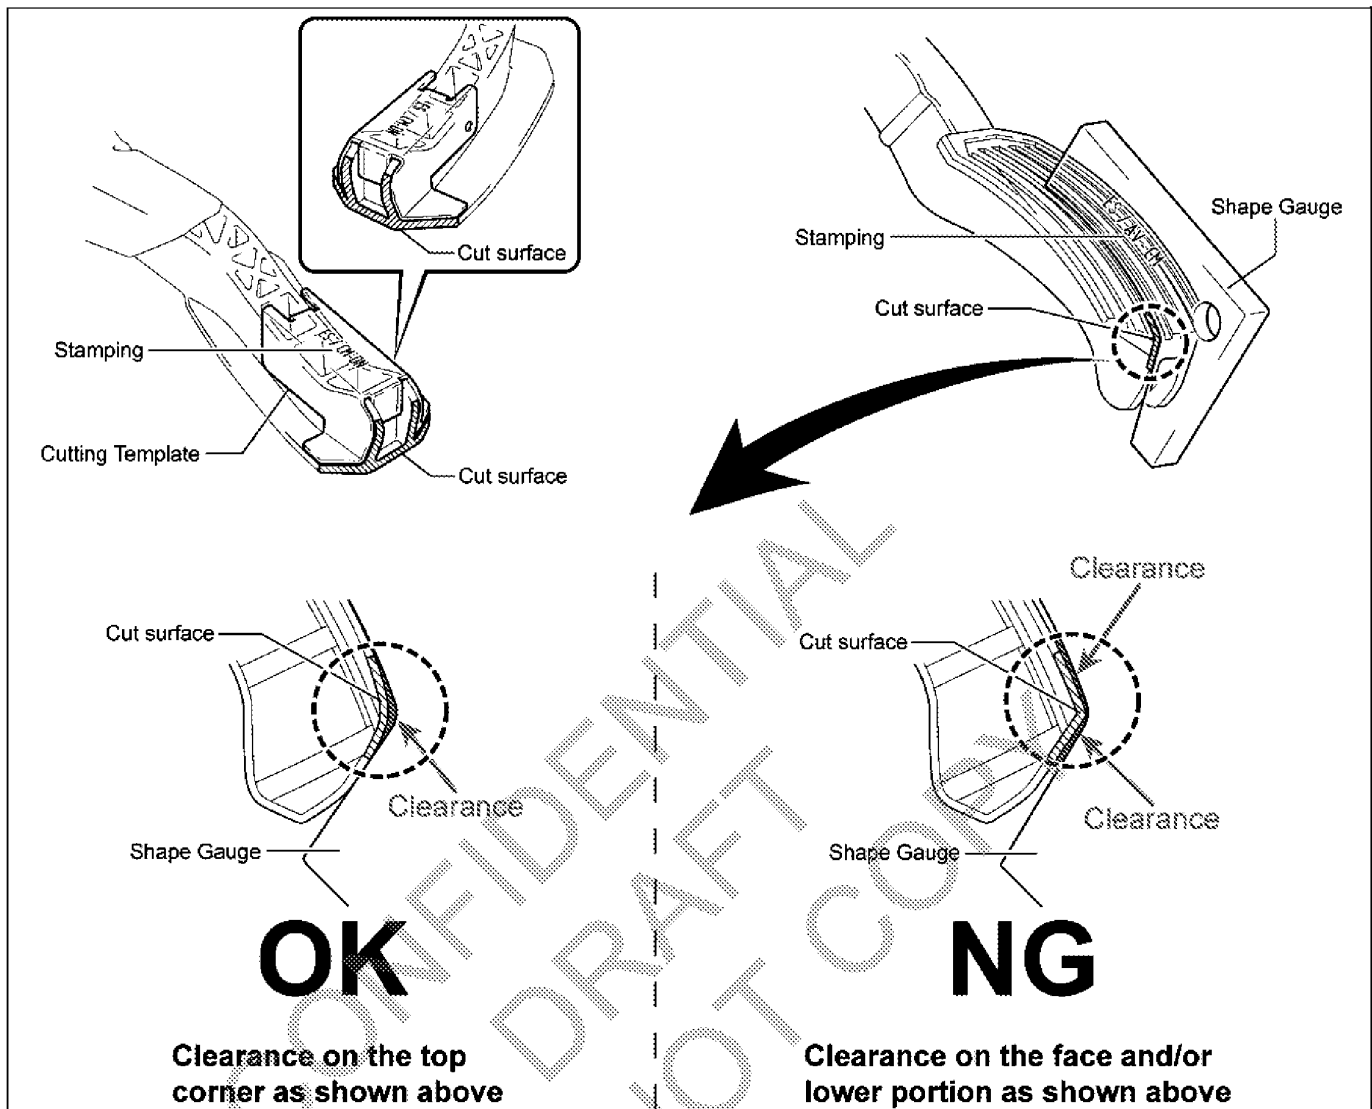 Cut surface
Stamping
Cutting Template
Cut surface
Stamping
Cut surface
Shape Gauge
Cut surface
Clearance
Shape Gauge
OK
Clearance on the top
corner as shown above
Clearance
Cut surface
Clearance
Shape Gauge
NG
Clearance on the face and/or
lower portion as shown above
CONFIDENTIAL
DRAFT
NOT COPY